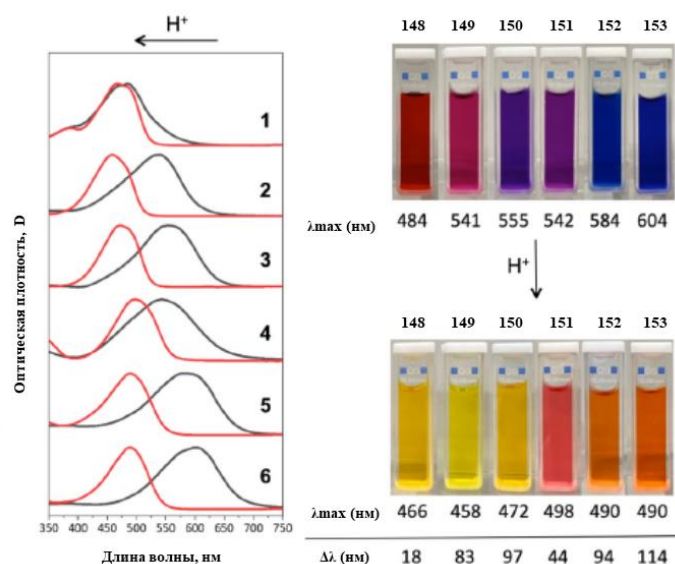 H⁺
1
2
3
4
5
6
Оптическая плотность, D
350 400 450 500 550 600 650 700 750
Длина волны, нм
148 149 150 151 152 153
λmax (нм) 484 541 555 542 584 604
H⁺
148 149 150 151 152 153
λmax (нм) 466 458 472 498 490 490
Δλ (нм) 18 83 97 44 94 114